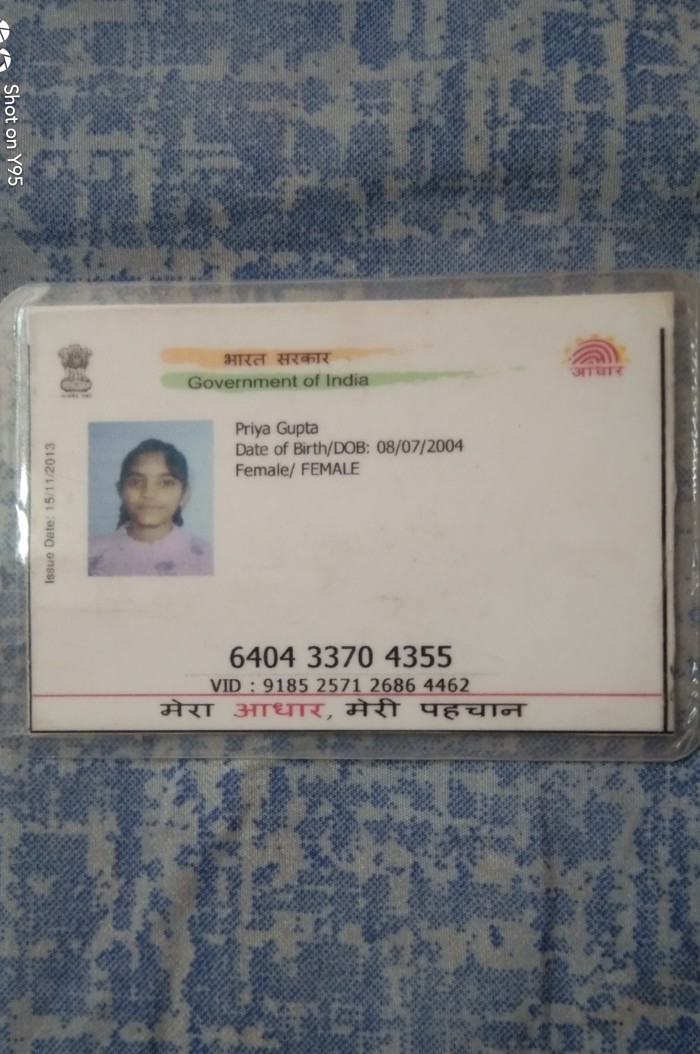 Shot on Y95
भारत सरकार
Government of India
आधार
Issue Date: 15/11/2013
Priya Gupta
Date of Birth/DOB: 08/07/2004
Female/ FEMALE
6404 3370 4355
VID : 9185 2571 2686 4462
मेरा आधार, मेरी पहचान